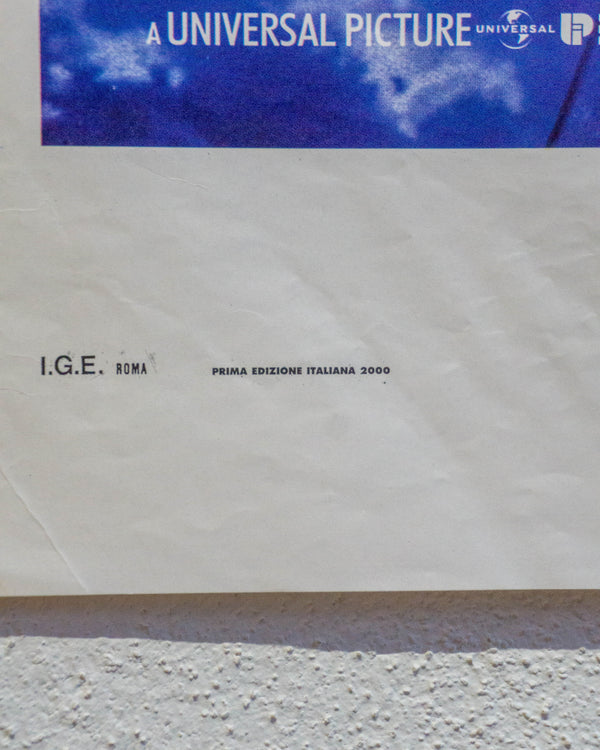 A UNIVERSAL PICTURE UNIVERSAL
I.G.E. ROMA PRIMA EDIZIONE ITALIANA 2000